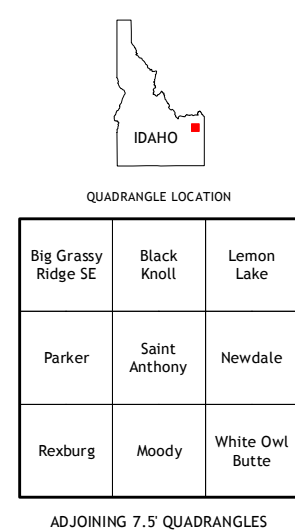 IDAHO
QUADRANGLE LOCATION
Big Grassy
Ridge SE
Black
Knoll
Lemon
Lake
Parker
Saint
Anthony
Newdale
Rexburg
Moody
White Owl
Butte
ADJOINING 7.5' QUADRANGLES